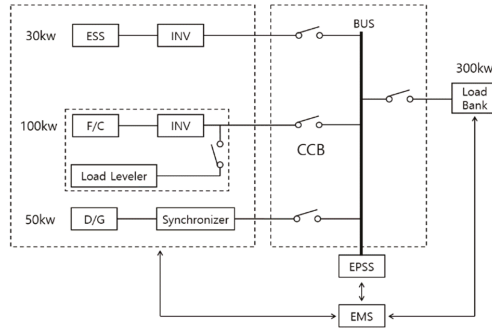 30kw
ESS
INV
BUS
300kw
Load
Bank
100kw
F/C
INV
CCB
Load Leveler
50kw
D/G
Synchronizer
EPSS
EMS